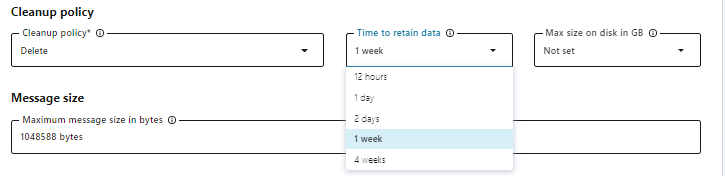 Cleanup policy
Cleanup policy*
Time to retain data
Max size on disk in GB
Delete
1 week
Not set
12 hours
1 day
2 days
1 week
4 weeks
Message size
Maximum message size in bytes
1048588 bytes